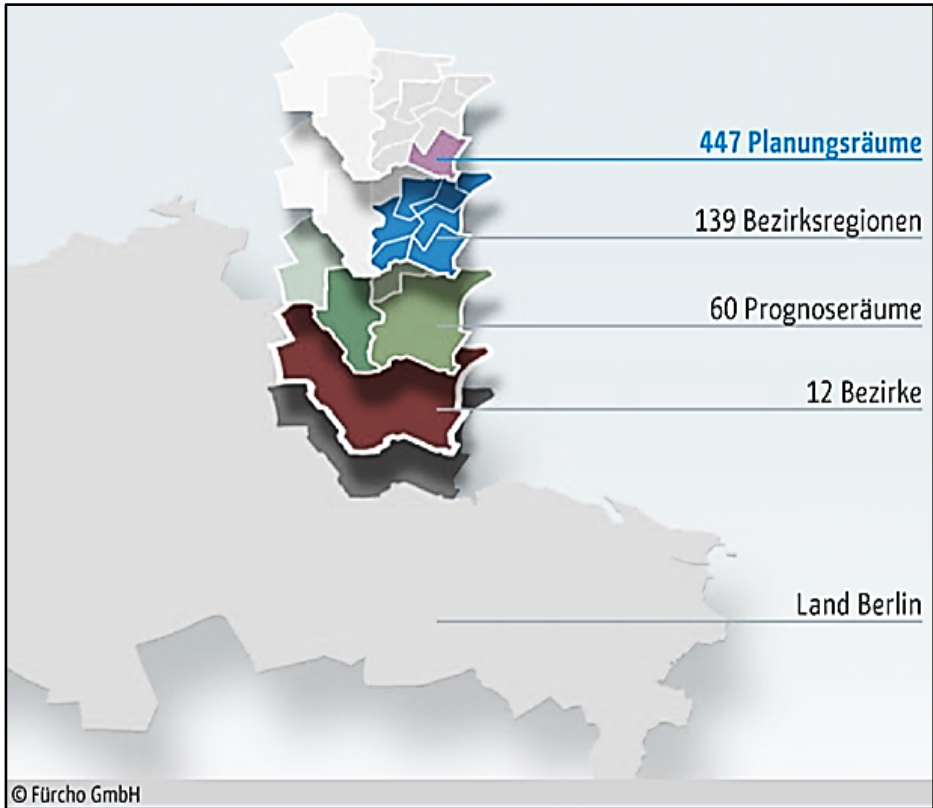 447 Planungsräume
139 Bezirksregionen
60 Prognoseräume
12 Bezirke
Land Berlin
© Fürcho GmbH